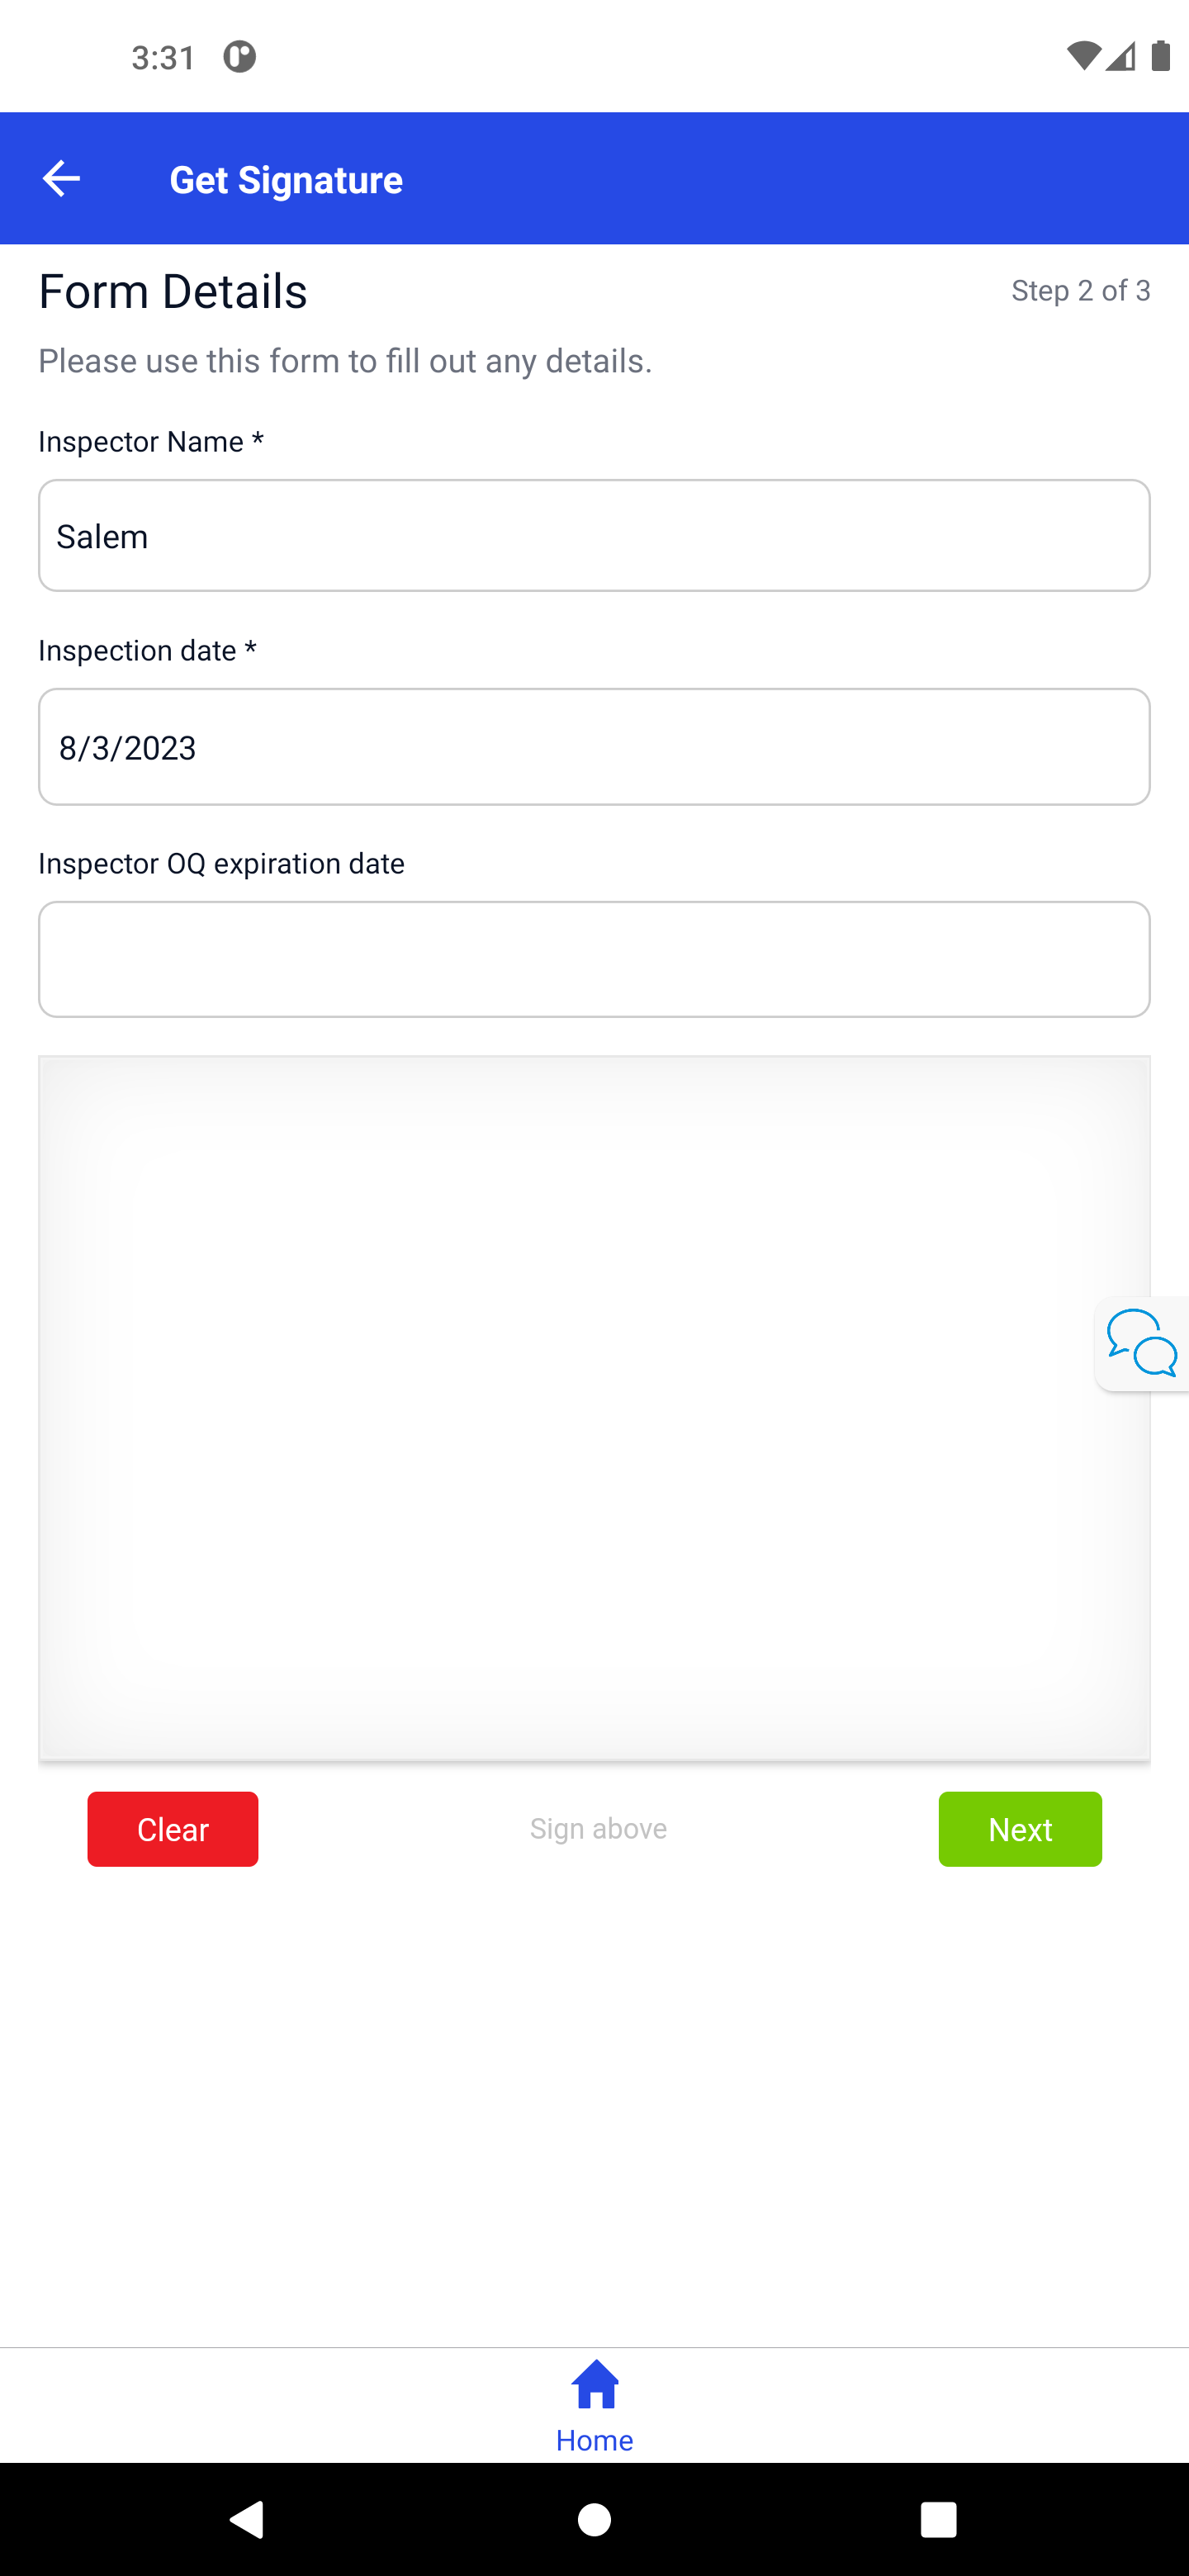 3:31
Get Signature
Form Details
Step 2 of 3
Please use this form to fill out any details.
Inspector Name *
Salem
Inspection date *
8/3/2023
Inspector OQ expiration date
Clear
Sign above
Next
Home